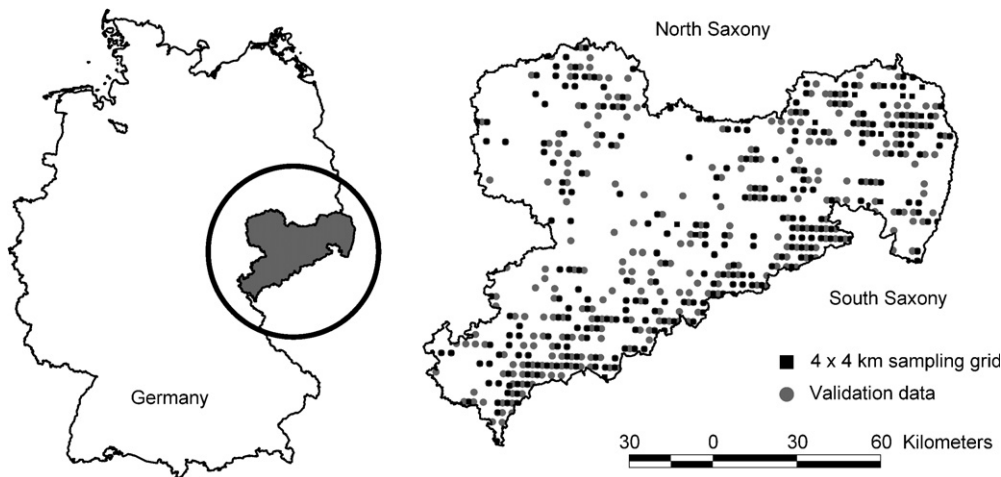 North Saxony
South Saxony
4 x 4 km sampling grid
Validation data
Germany
30 0 30 60 Kilometers